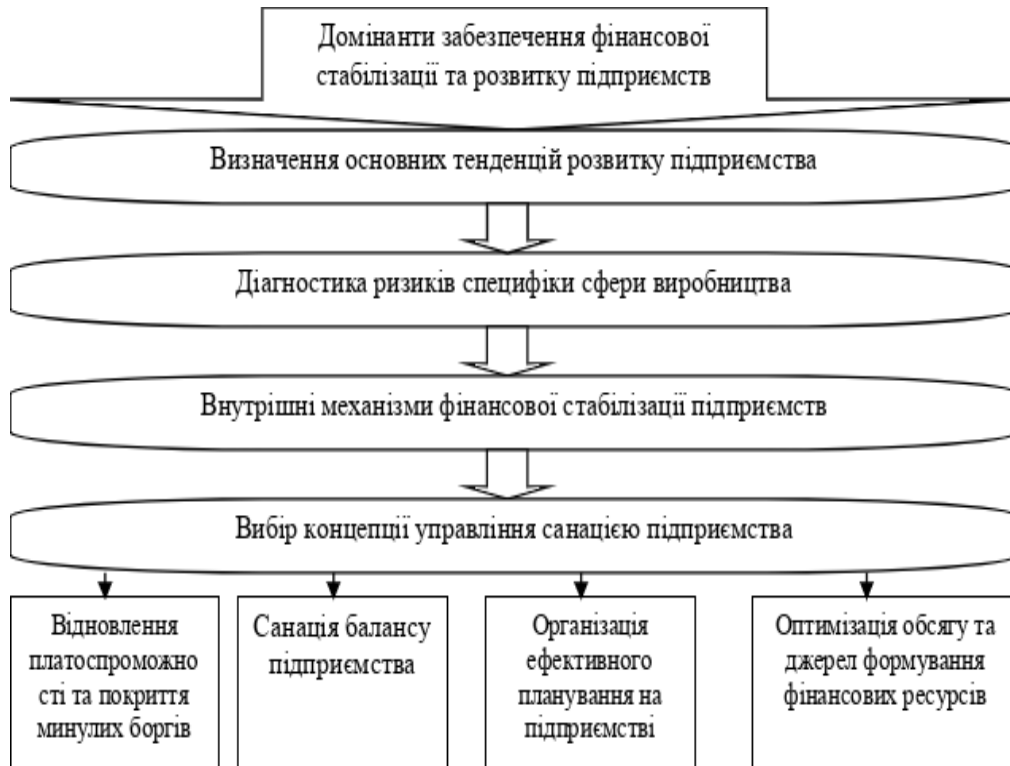 Домінанти забезпечення фінансової
стабілізації та розвитку підприємств
Визначення основних тенденцій розвитку підприємства
Діагностика ризиків специфіки сфери виробництва
Внутрішні механізми фінансової стабілізації підприємств
Вибір концепції управління санацією підприємства
Відновлення
платоспроможно
сті та покриття
минулих боргів
Санація балансу
підприємства
Організація
ефективного
планування на
підприємстві
Оптимізація обсягу та
джерел формування
фінансових ресурсів